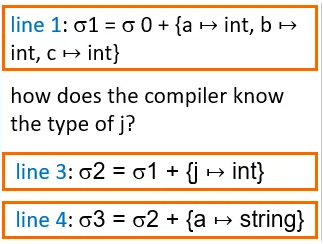 line 1: σ1 = σ 0 + {a ↦ int, b ↦
int, c ↦ int}
how does the compiler know
the type of j?
line 3: σ2 = σ1 + {j ↦ int}
line 4: σ3 = σ2 + {a ↦ string}